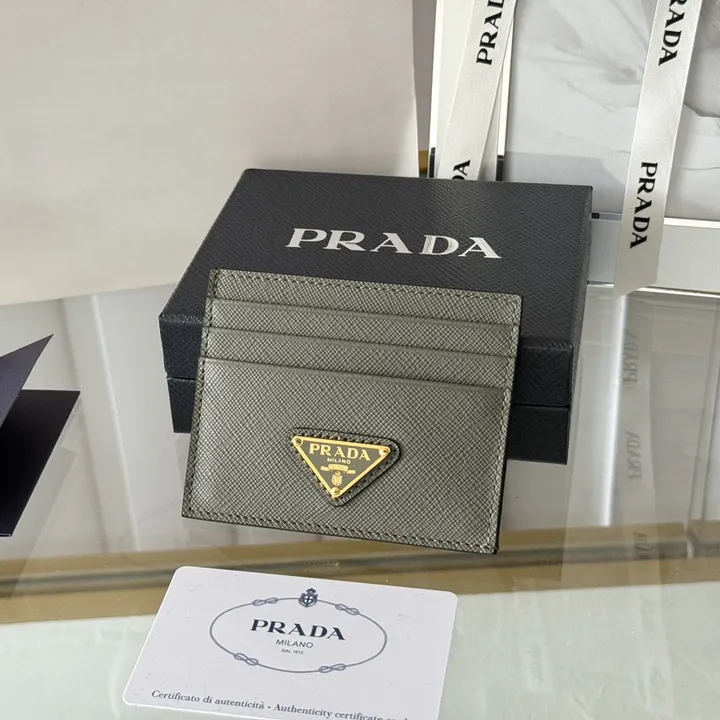 PRADA
PRADA
PRADA
PRADA
PRADA
MILANO
PRADA
MILANO
DAL 1913
Certificato di autenticità · Authenticity certificate